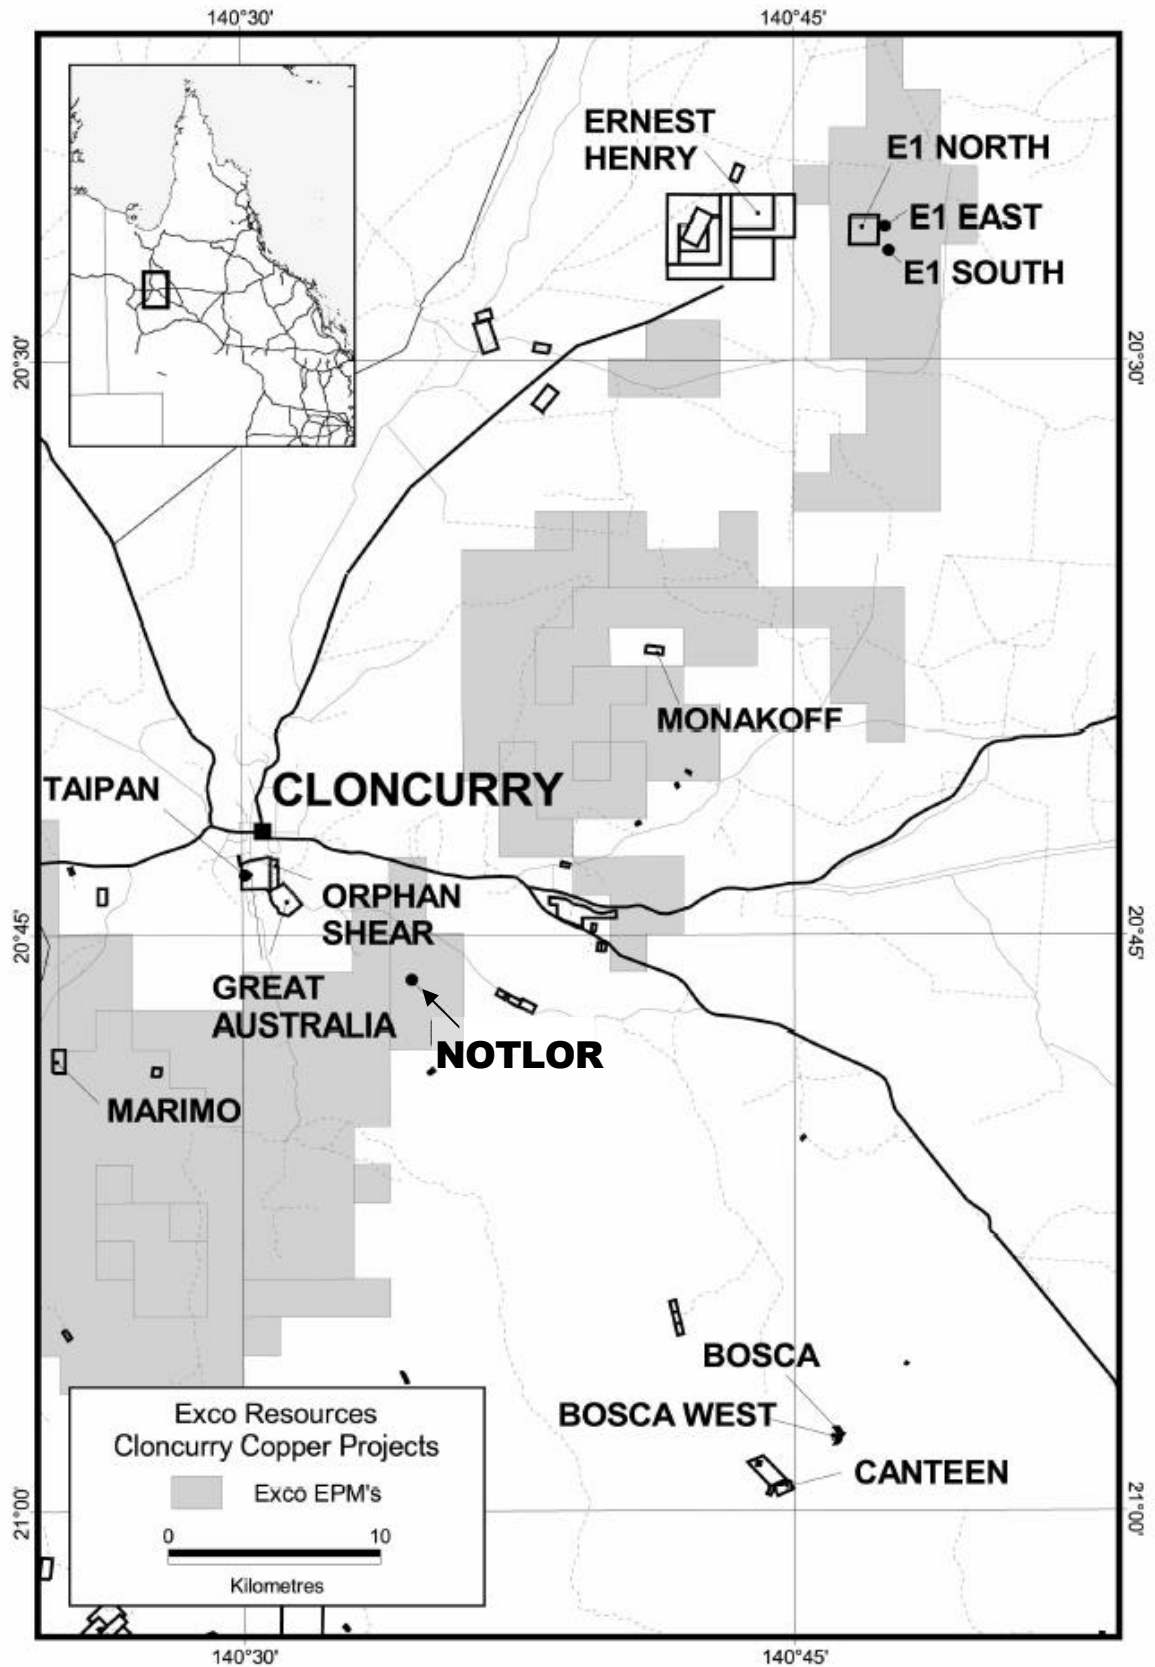 140°30'
140°45'
ERNEST
HENRY
E1 NORTH
E1 EAST
E1 SOUTH
20°30'
20°30'
MONAKOFF
TAIPAN
CLONCURRY
ORPHAN
SHEAR
20°45'
20°45'
GREAT
AUSTRALIA
NOTLOR
MARIMO
BOSCA
BOSCA WEST
CANTEEN
Exco Resources
Cloncurry Copper Projects
Exco EPM's
0 10
Kilometres
21°00'
21°00'
140°30'
140°45'